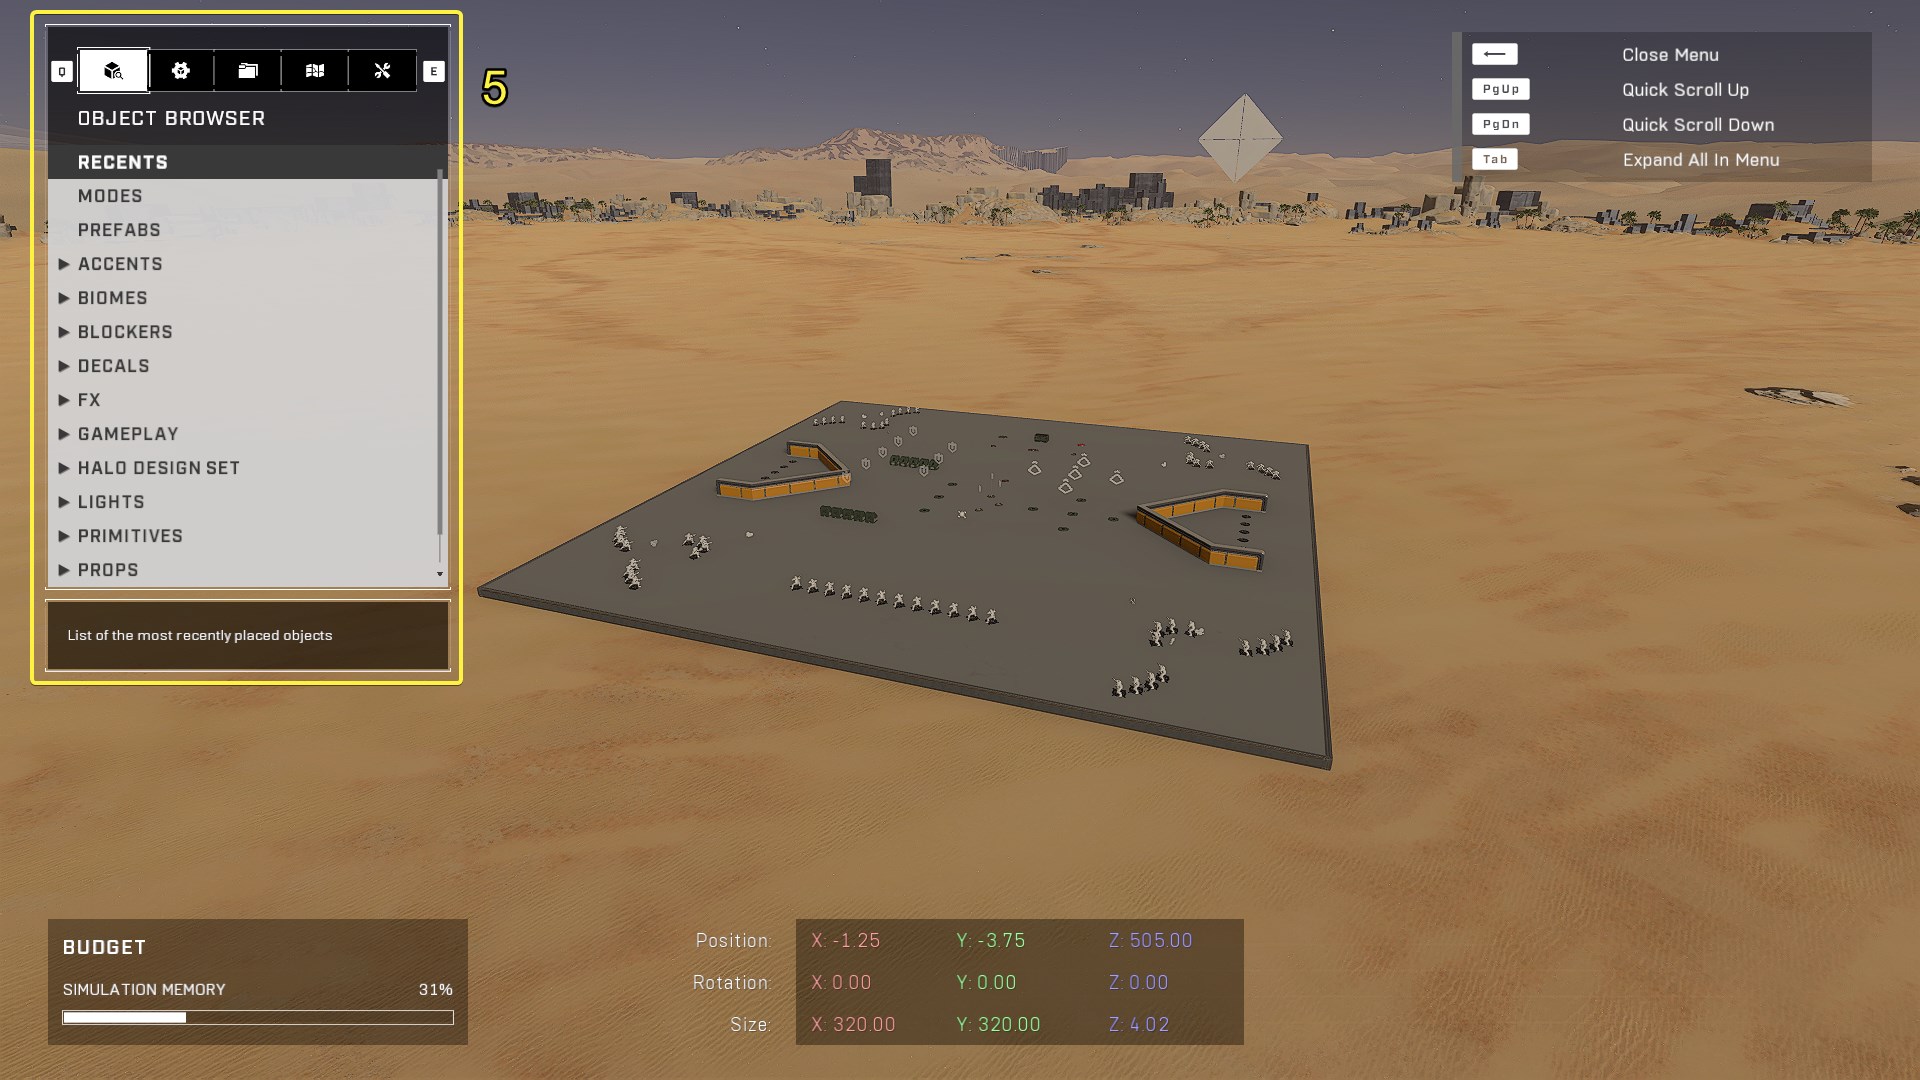 Q
E
5
OBJECT BROWSER
RECENTS
MODES
PREFABS
ACCENTS
BIOMES
BLOCKERS
DECALS
FX
GAMEPLAY
HALO DESIGN SET
LIGHTS
PRIMITIVES
PROPS
List of the most recently placed objects
Close Menu
PgUp Quick Scroll Up
PgDn Quick Scroll Down
Tab Expand All In Menu
BUDGET
SIMULATION MEMORY 31%
Position: X: -1.25 Y: -3.75 Z: 505.00
Rotation: X: 0.00 Y: 0.00 Z: 0.00
Size: X: 320.00 Y: 320.00 Z: 4.02